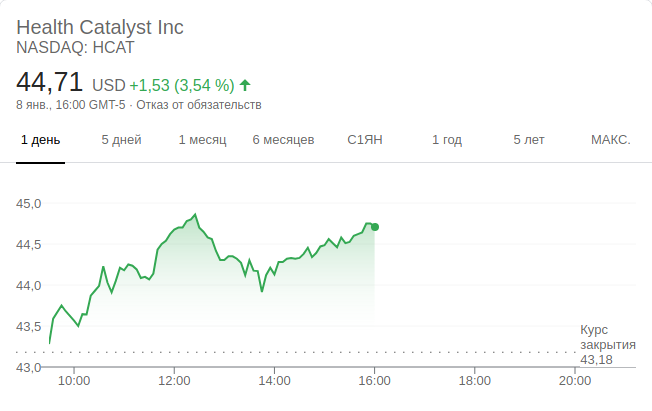 Health Catalyst Inc
NASDAQ: HCAT
44,71 USD +1,53 (3,54 %)
8 янв., 16:00 GMT-5 · Отказ от обязательств
1 день 5 дней 1 месяц 6 месяцев С1ЯН 1 год 5 лет МАКС.
45,0
44,5
44,0
43,5
43,0
Курс
закрытия
43,18
10:00 12:00 14:00 16:00 18:00 20:00